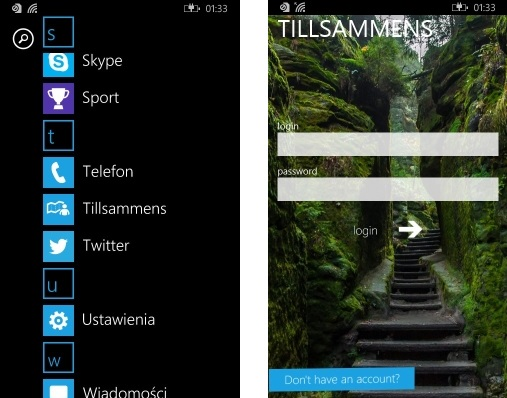 01:33
s
Skype
Sport
t
Telefon
Tillsammens
Twitter
u
Ustawienia
w
Wiadomości
01:33
TILLSAMMENS
login
password
login
Don't have an account?